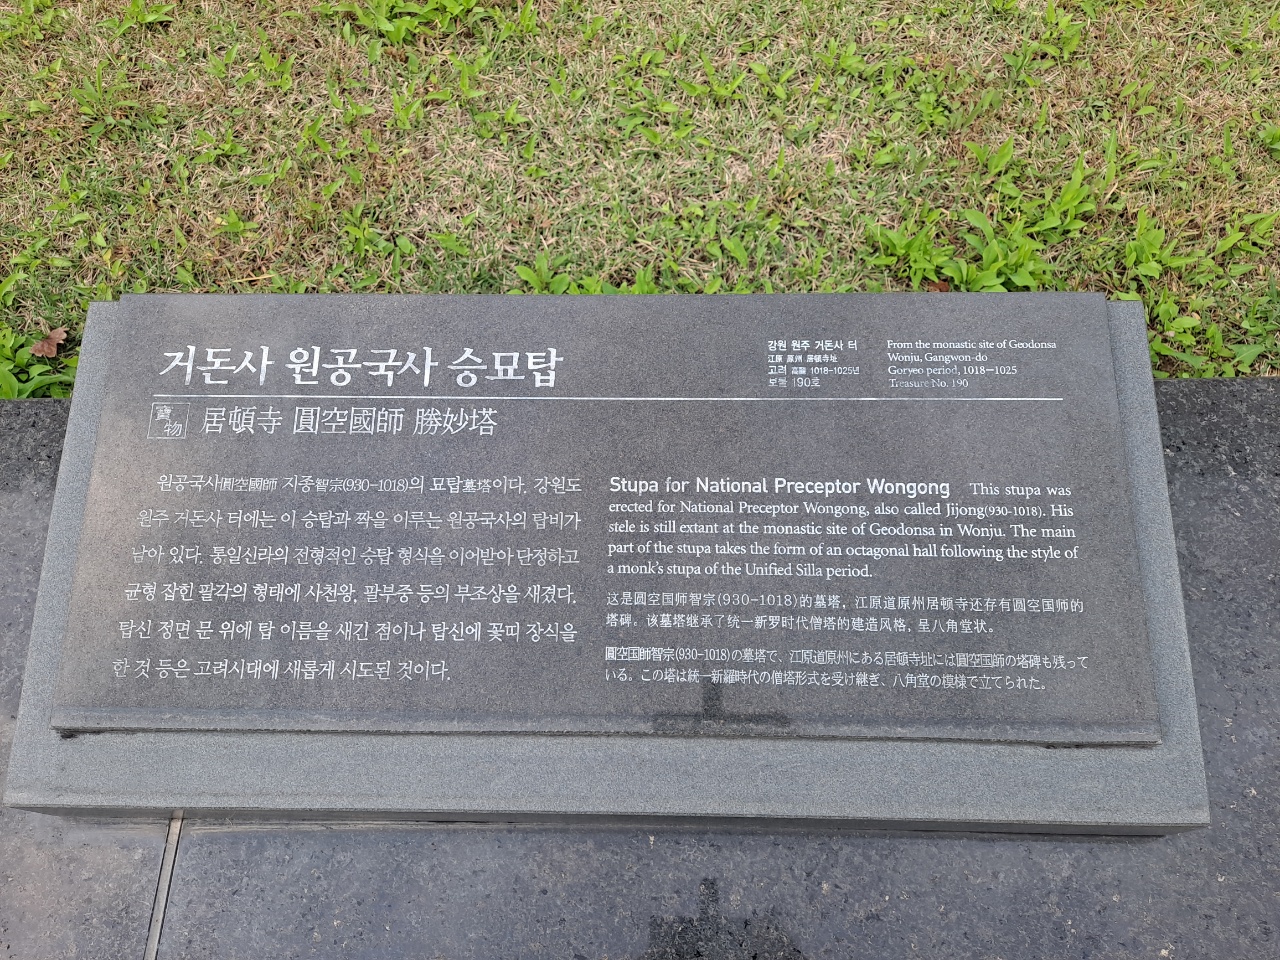 거돈사 원공국사 승묘탑
강원 원주 거돈사 터
江原 原州 居頓寺址
고려 高麗 1018-1025년
보물 190호
From the monastic site of Geodonsa
Wonju, Gangwon-do
Goryeo period, 1018-1025
Treasure No. 190
寶物
居頓寺 圓空國師 勝妙塔
원공국사圓空國師 지종智宗(930-1018)의 묘탑墓塔이다. 강원도
원주 거돈사 터에는 이 승탑과 짝을 이루는 원공국사의 탑비가
남아 있다. 통일신라의 전형적인 승탑 형식을 이어받아 단정하고
균형 잡힌 팔각의 형태에 사천왕, 팔부중 등의 부조상을 새겼다.
탑신 정면 문 위에 탑 이름을 새긴 점이나 탑신에 꽃띠 장식을
한 것 등은 고려시대에 새롭게 시도된 것이다.
Stupa for National Preceptor Wongong This stupa was
erected for National Preceptor Wongong, also called Jijong(930-1018). His
stele is still extant at the monastic site of Geodonsa in Wonju. The main
part of the stupa takes the form of an octagonal hall following the style of
a monk's stupa of the Unified Silla period.
这是圆空国师智宗(930-1018)的墓塔，江原道原州居顿寺还存有圆空国师的
塔碑。该墓塔继承了统一新罗时代僧塔的建造风格，呈八角堂状。
圓空国師智宗(930-1018)の墓塔で、江原道原州にある居頓寺址には圓空国師の塔碑も残って
いる。この塔は統一新羅時代の僧塔形式を受け継ぎ、八角堂の模様で立てられた。